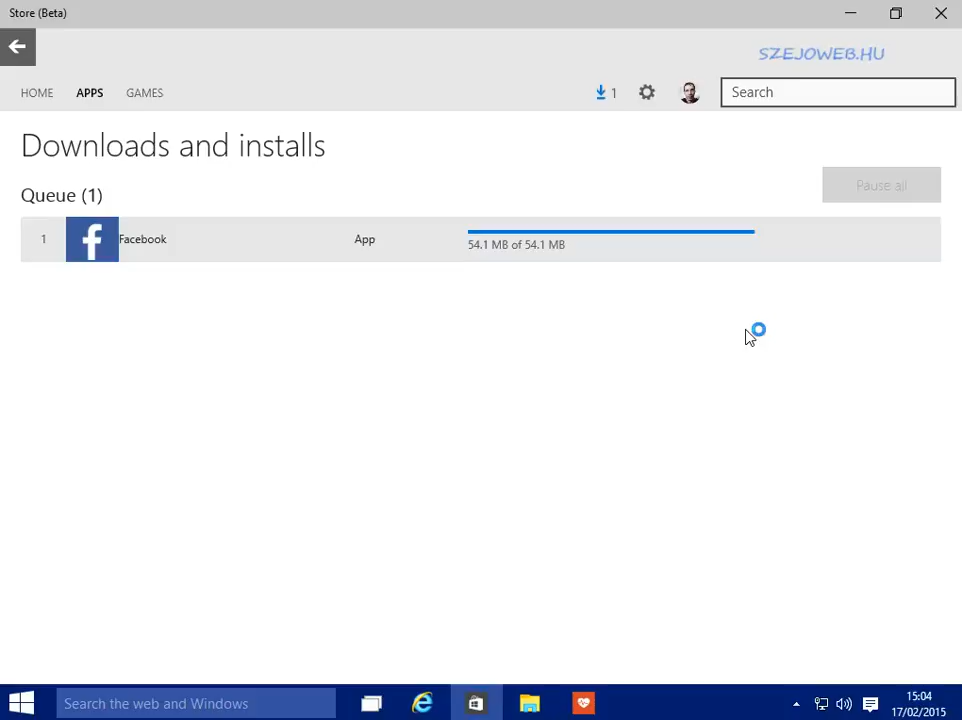 Store (Beta)
SZEJOWEB.HU
HOME APPS GAMES 1 Search
Downloads and installs
Pause all
Queue (1)
1 Facebook App 54.1 MB of 54.1 MB
Search the web and Windows
15:04
17/02/2015